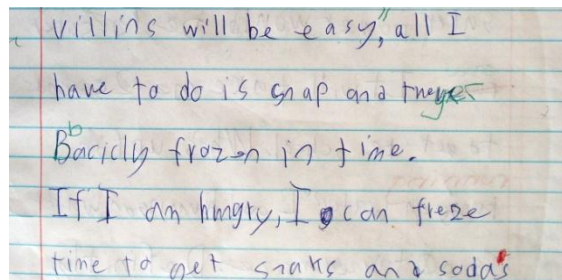 villins will be easy," all I
have to do is snap and they're
Bacicly frozen in time.
If I am hungry, I can freze
time to get snaks and sodas